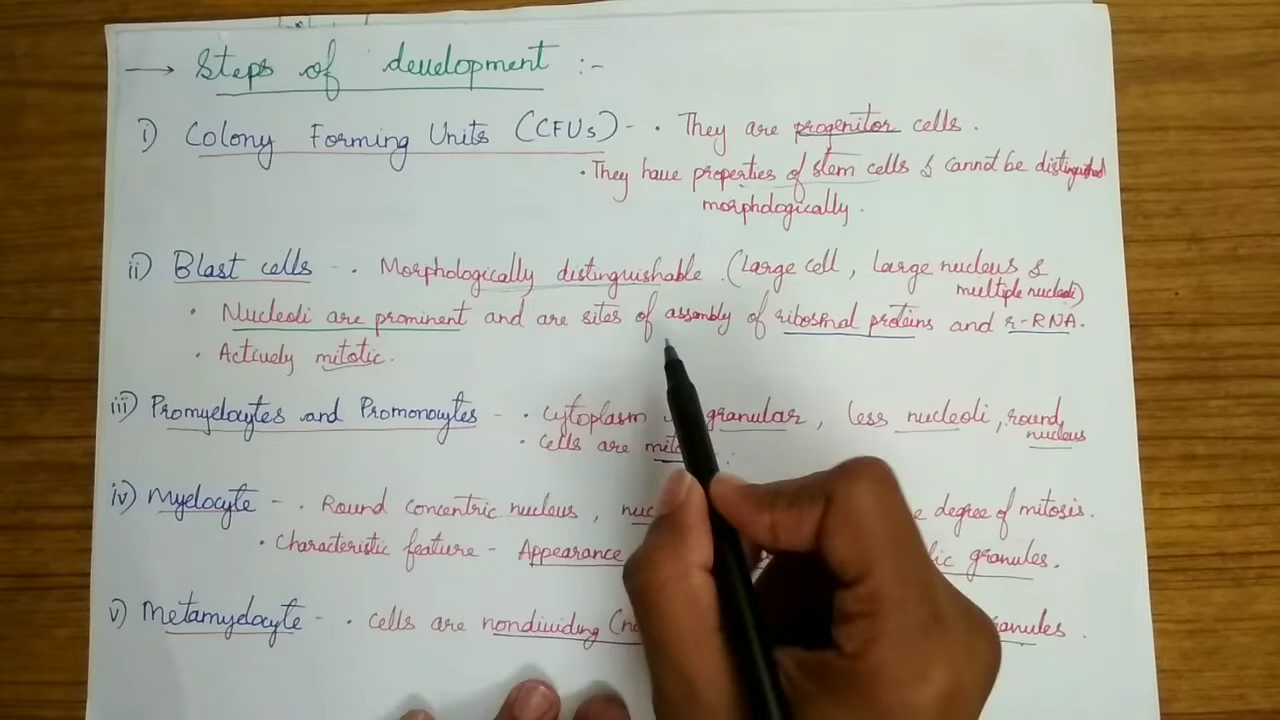 → Steps of development :-
i) Colony Forming Units (CFUs) - • They are progenitor cells.
• They have properties of stem cells & cannot be distinguished
morphologically.
ii) Blast cells - • Morphologically distinguishable (Large cell, Large nucleus &
multiple nucleoli)
• Nucleoli are prominent and are sites of assembly of ribosmal proteins and r-RNA.
• Actively mitotic.
iii) Promyelocytes and Promonocytes - • Cytoplasm granular, less nucleoli, round
nucleus
• Cells are
iv) Myelocyte - • Round concentric nucleus, degree of mitosis.
• Characteristic feature - Appearance granules.
v) Metamyelocyte - • cells are nondividing